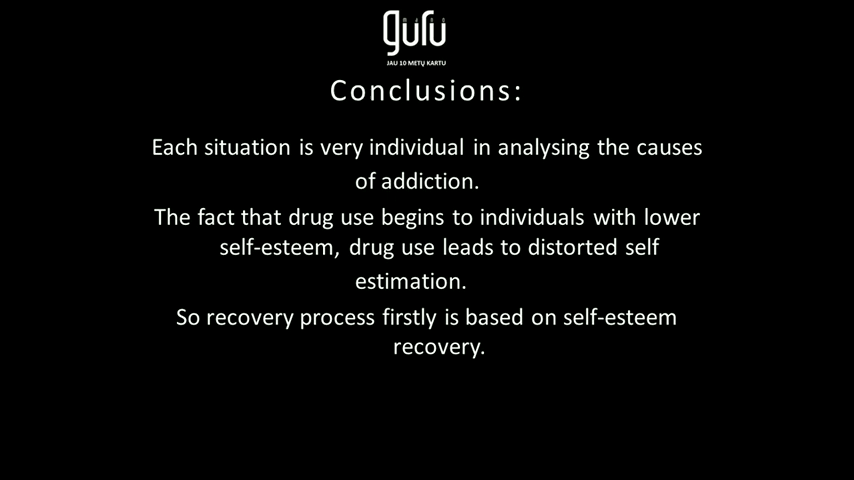 guru
JAU 10 METŲ KARTU
Conclusions:
Each situation is very individual in analysing the causes
of addiction.
The fact that drug use begins to individuals with lower
self-esteem, drug use leads to distorted self
estimation.
So recovery process firstly is based on self-esteem
recovery.